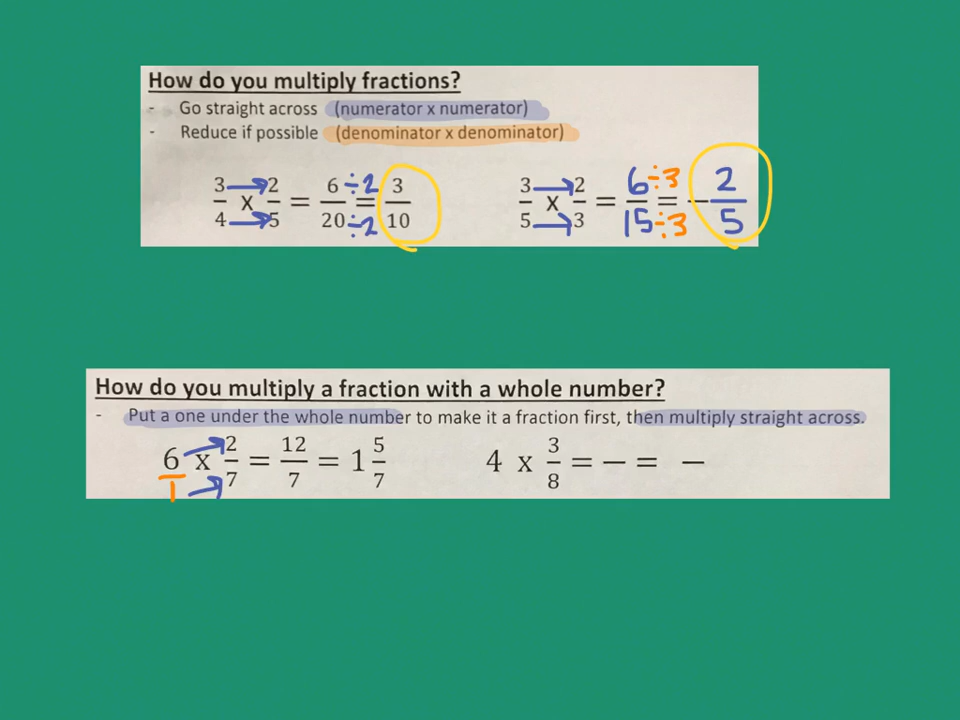 How do you multiply fractions?
- Go straight across (numerator x numerator)
- Reduce if possible (denominator x denominator)
3/4 x 2/5 = 6/20 ÷2/÷2 = 3/10
3/5 x 2/3 = 6/15 ÷3/÷3 = 2/5
How do you multiply a fraction with a whole number?
- Put a one under the whole number to make it a fraction first, then multiply straight across.
6/1 x 2/7 = 12/7 = 1 5/7
4 x 3/8 = — = —